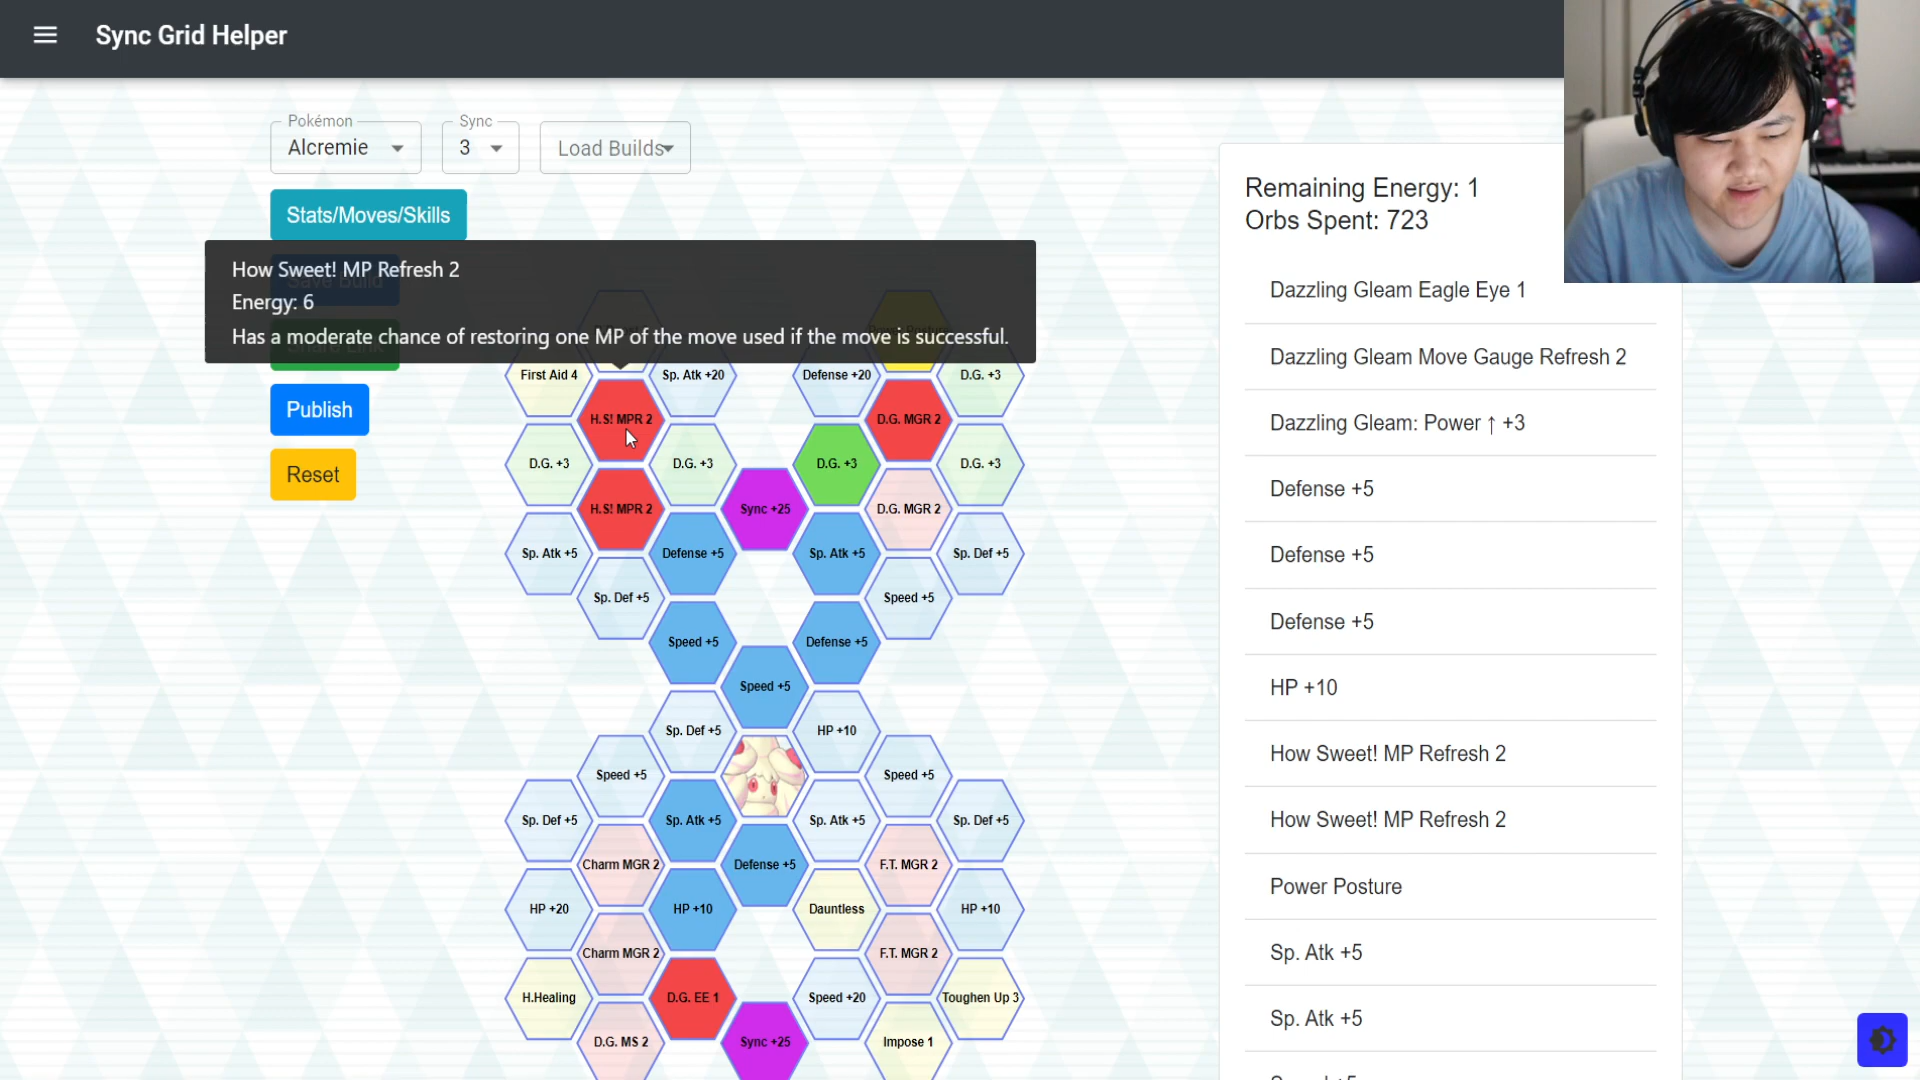 Sync Grid Helper
Pokémon
Alcremie
Sync
3
Load Builds
Stats/Moves/Skills
How Sweet! MP Refresh 2
Energy: 6
Has a moderate chance of restoring one MP of the move used if the move is successful.
Publish
Reset
First Aid 4
Sp. Atk +20
Defense +20
D.G. +3
H.S! MPR 2
D.G. MGR 2
D.G. +3
D.G. +3
D.G. +3
D.G. +3
H.S! MPR 2
Sync +25
D.G. MGR 2
Sp. Atk +5
Defense +5
Sp. Atk +5
Sp. Def +5
Sp. Def +5
Speed +5
Speed +5
Defense +5
Speed +5
Sp. Def +5
HP +10
Speed +5
Speed +5
Sp. Def +5
Sp. Atk +5
Sp. Atk +5
Sp. Def +5
Charm MGR 2
Defense +5
F.T. MGR 2
HP +20
HP +10
Dauntless
HP +10
Charm MGR 2
F.T. MGR 2
H.Healing
D.G. EE 1
Speed +20
Toughen Up 3
D.G. MS 2
Sync +25
Impose 1
Remaining Energy: 1
Orbs Spent: 723
Dazzling Gleam Eagle Eye 1
Dazzling Gleam Move Gauge Refresh 2
Dazzling Gleam: Power ↑ +3
Defense +5
Defense +5
Defense +5
HP +10
How Sweet! MP Refresh 2
How Sweet! MP Refresh 2
Power Posture
Sp. Atk +5
Sp. Atk +5